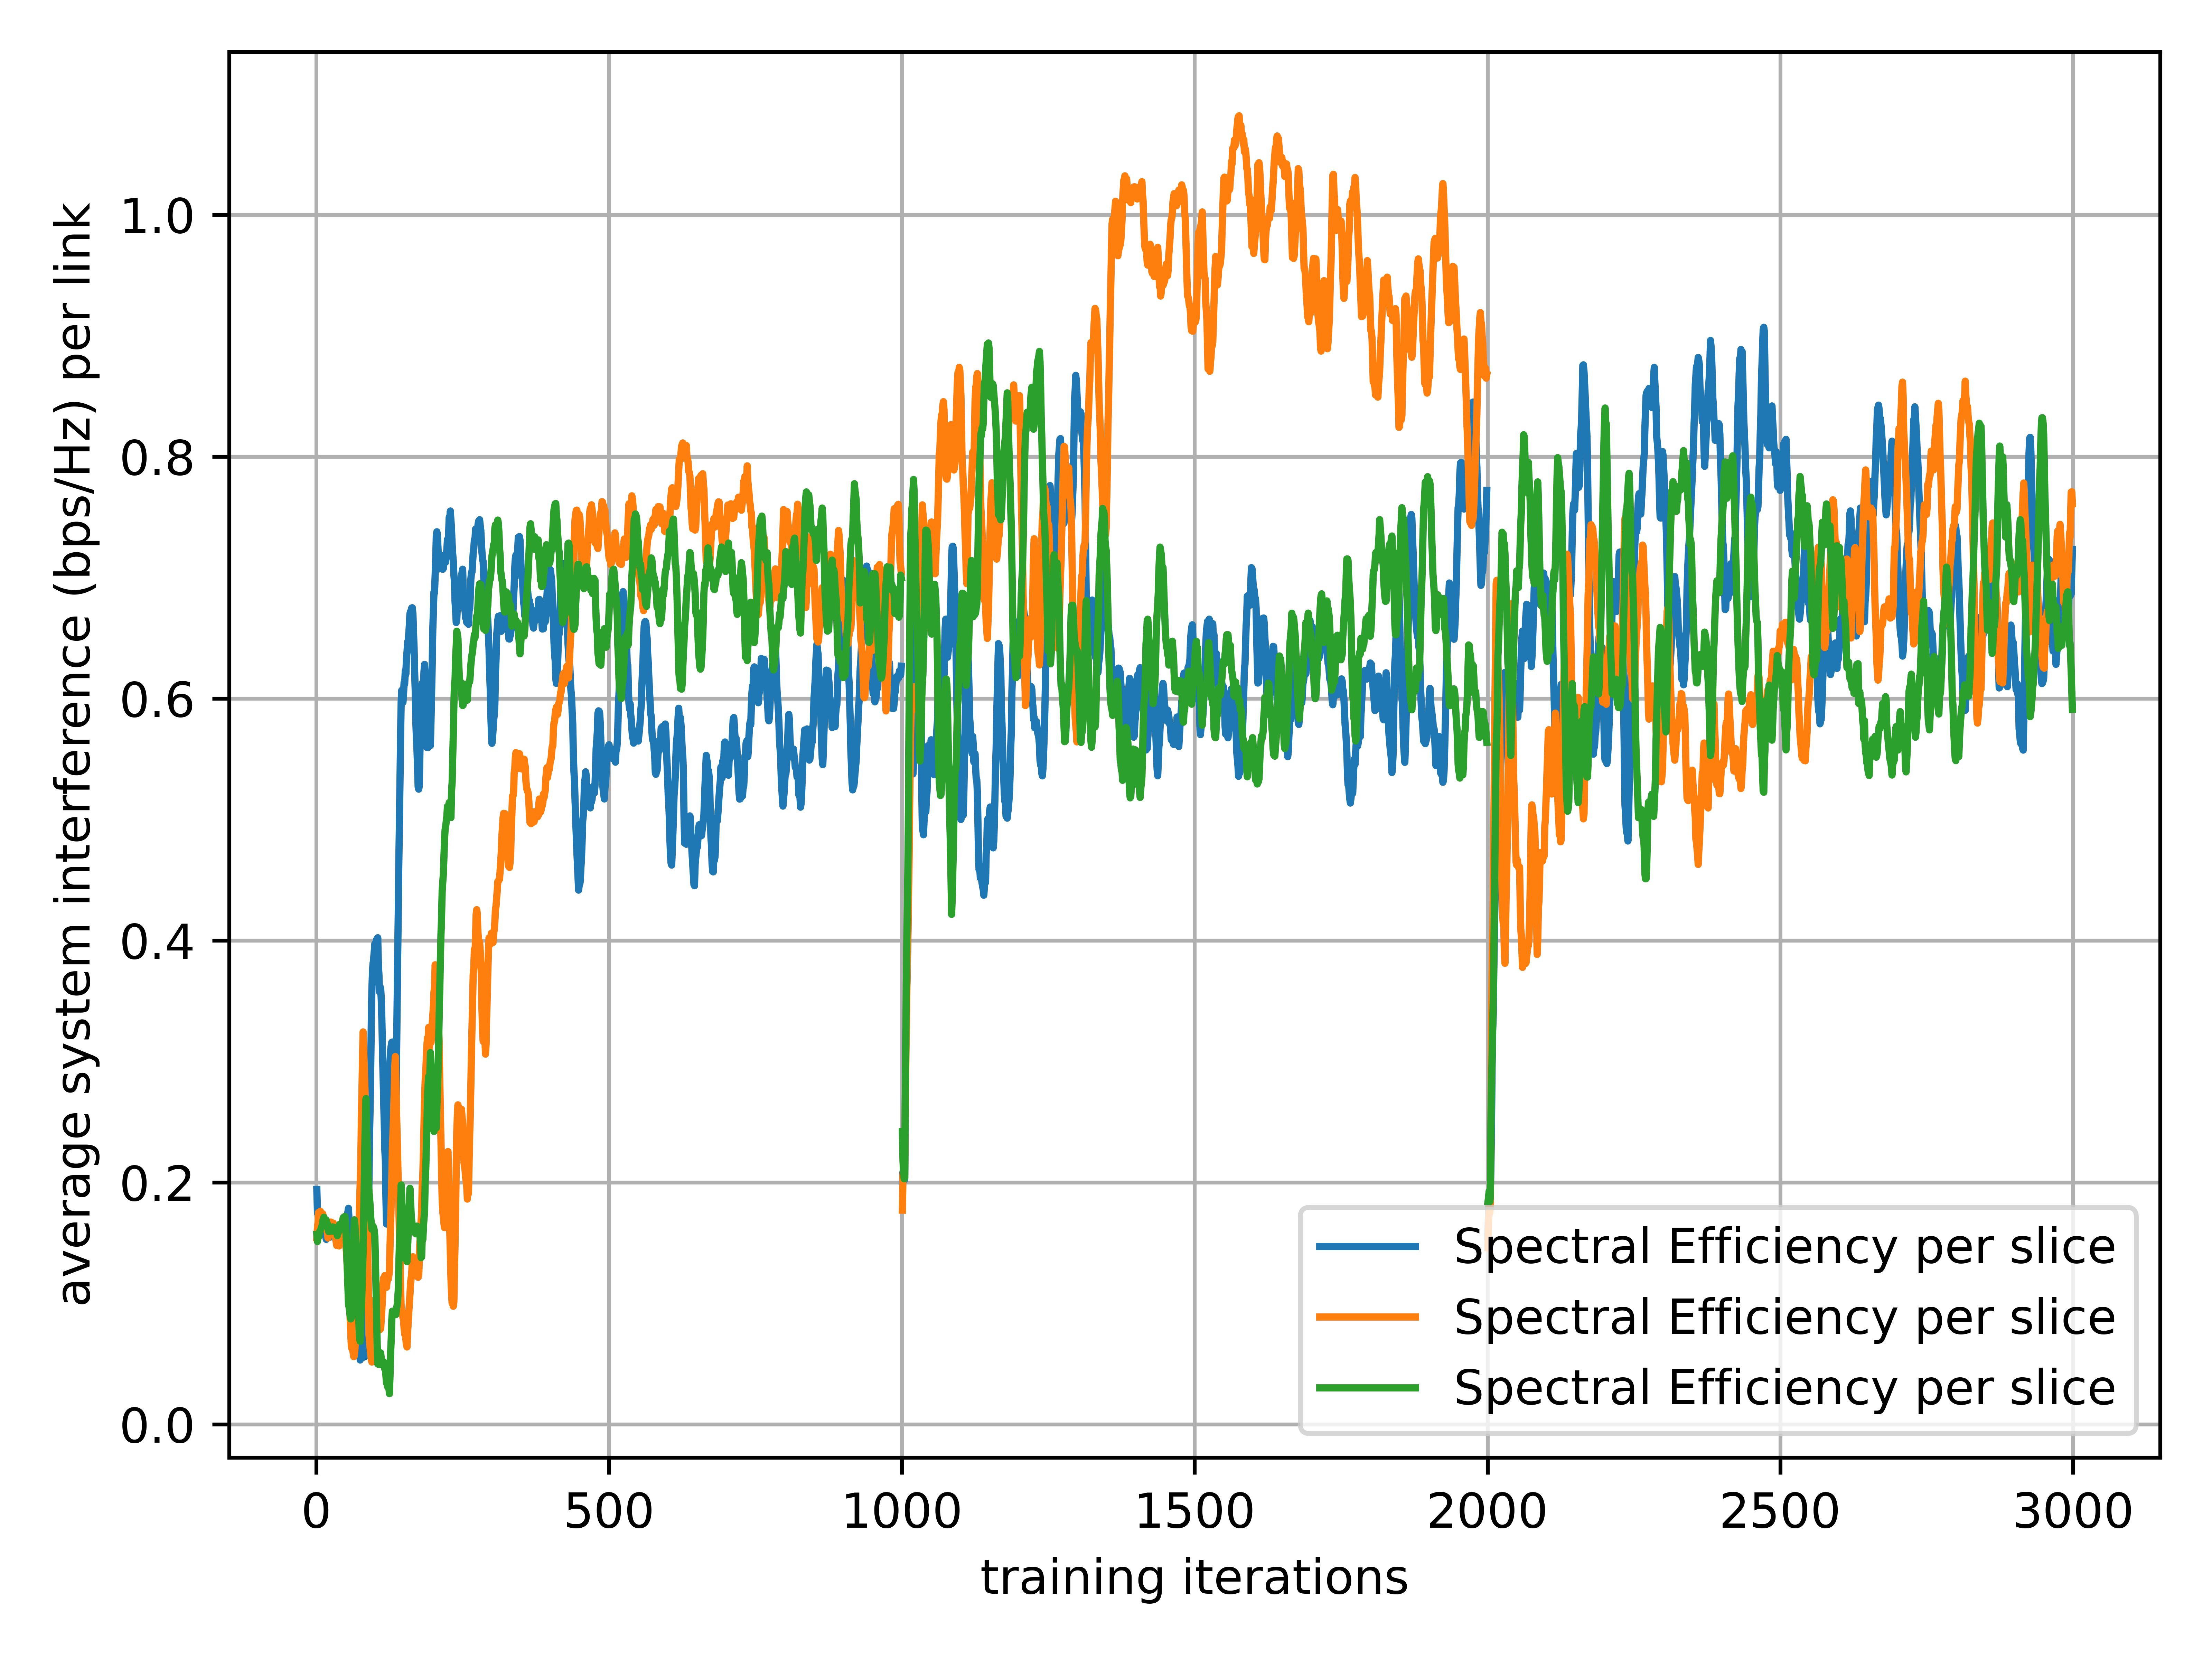 average system interference (bps/Hz) per link
1.0
0.8
0.6
0.4
0.2
0.0
Spectral Efficiency per slice
Spectral Efficiency per slice
Spectral Efficiency per slice
0 500 1000 1500 2000 2500 3000
training iterations